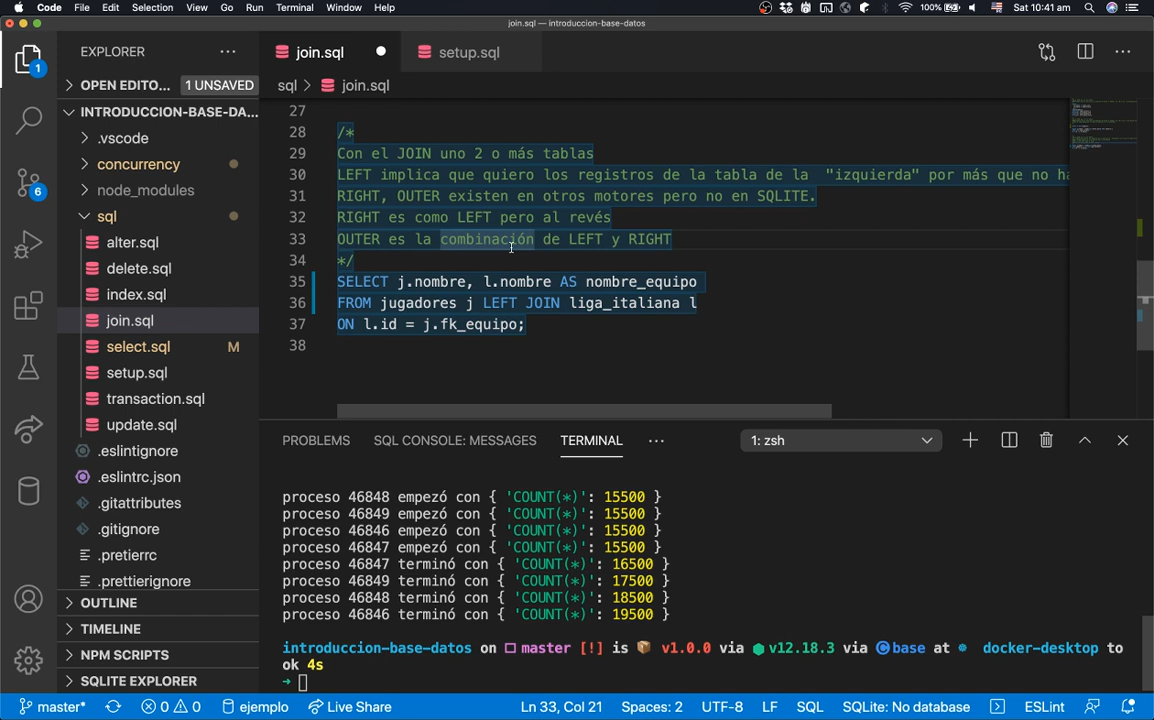 Code File Edit Selection View Go Run Terminal Window Help 100% Sat 10:41 am
join.sql — introduccion-base-datos
EXPLORER
join.sql setup.sql
OPEN EDITO... 1 UNSAVED
sql > join.sql
INTRODUCCION-BASE-DA...
.vscode
concurrency
node_modules
sql
alter.sql
delete.sql
index.sql
join.sql
select.sql M
setup.sql
transaction.sql
update.sql
.eslintignore
.eslintrc.json
.gitattributes
.gitignore
.pretierrc
.prettierignore
OUTLINE
TIMELINE
NPM SCRIPTS
SQLITE EXPLORER
1
6
27
28 /*
29 Con el JOIN uno 2 o más tablas
30 LEFT implica que quiero los registros de la tabla de la "izquierda" por más que no ha
31 RIGHT, OUTER existen en otros motores pero no en SQLITE.
32 RIGHT es como LEFT pero al revés
33 OUTER es la combinación de LEFT y RIGHT
34 */
35 SELECT j.nombre, l.nombre AS nombre_equipo
36 FROM jugadores j LEFT JOIN liga_italiana l
37 ON l.id = j.fk_equipo;
38
PROBLEMS SQL CONSOLE: MESSAGES TERMINAL ... 1: zsh
proceso 46848 empezó con { 'COUNT(*)': 15500 }
proceso 46849 empezó con { 'COUNT(*)': 15500 }
proceso 46846 empezó con { 'COUNT(*)': 15500 }
proceso 46847 empezó con { 'COUNT(*)': 15500 }
proceso 46847 terminó con { 'COUNT(*)': 16500 }
proceso 46849 terminó con { 'COUNT(*)': 17500 }
proceso 46848 terminó con { 'COUNT(*)': 18500 }
proceso 46846 terminó con { 'COUNT(*)': 19500 }
introduccion-base-datos on master [!] is v1.0.0 via v12.18.3 via base at docker-desktop to
ok 4s
master* 0 0 ejemplo Live Share Ln 33, Col 21 Spaces: 2 UTF-8 LF SQL SQLite: No database ESLint